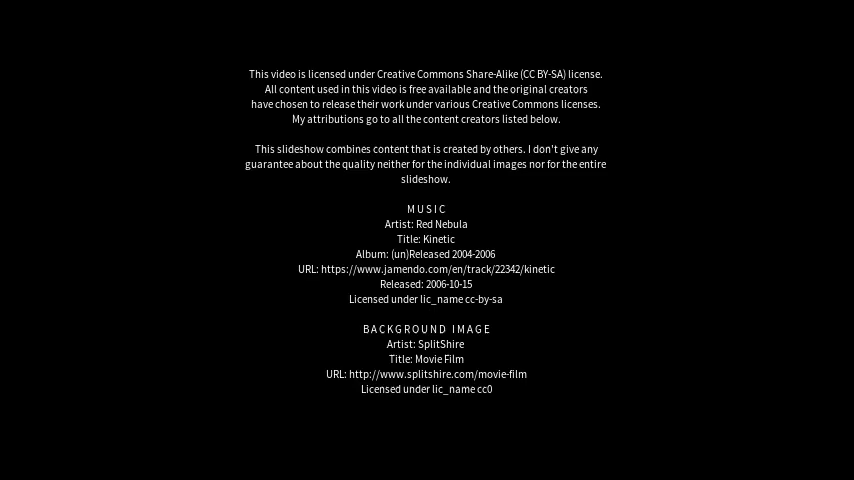 This video is licensed under Creative Commons Share-Alike (CC BY-SA) license.
All content used in this video is free available and the original creators
have chosen to release their work under various Creative Commons licenses.
My attributions go to all the content creators listed below.
This slideshow combines content that is created by others. I don't give any
guarantee about the quality neither for the individual images nor for the entire
slideshow.
MUSIC
Artist: Red Nebula
Title: Kinetic
Album: (un)Released 2004-2006
URL: https://www.jamendo.com/en/track/22342/kinetic
Released: 2006-10-15
Licensed under lic_name cc-by-sa
BACKGROUND IMAGE
Artist: SplitShire
Title: Movie Film
URL: http://www.splitshire.com/movie-film
Licensed under lic_name cc0